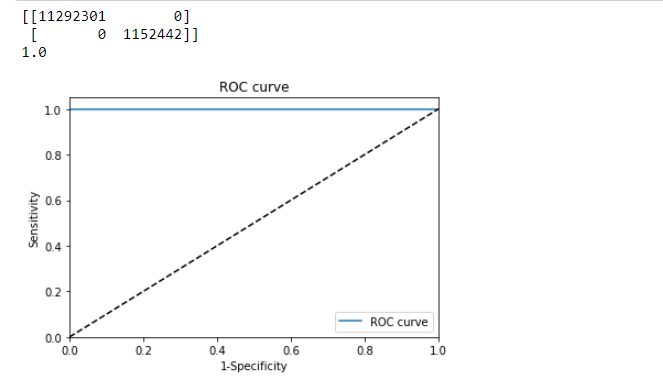 [[11292301 0]
[ 0 1152442]]
1.0
ROC curve
1.0
0.8
0.6
0.4
0.2
0.0
Sensitivity
ROC curve
0.0 0.2 0.4 0.6 0.8 1.0
1-Specificity